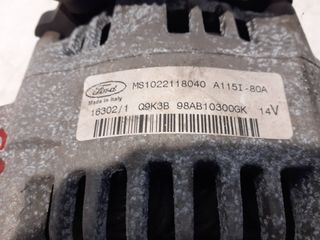 Ford MS1022118040 A115I-80A
Made in Italy
18302/1 Q9K3B 98AB10300GK 14V